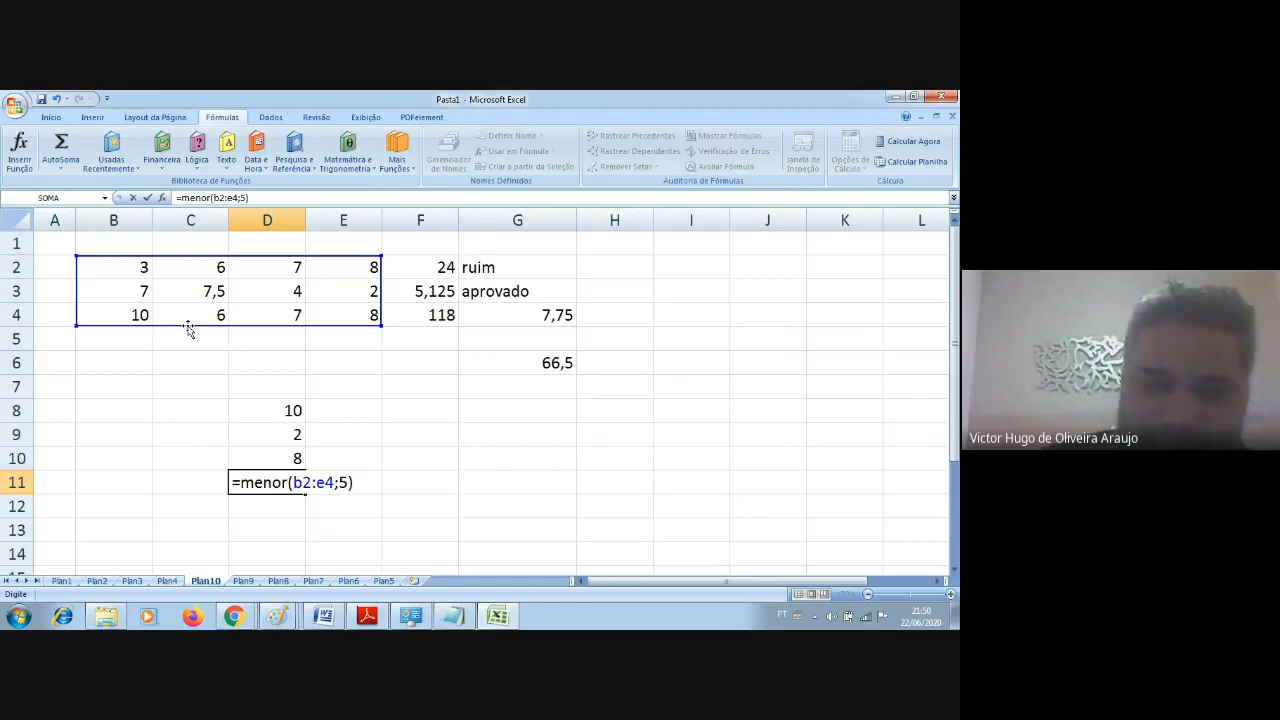 Pasta1 - Microsoft Excel
Início Inserir Layout da Página Fórmulas Dados Revisão Exibição PDFelement
Inserir Função
AutoSoma
Usadas Recentemente
Financeira
Lógica
Texto
Data e Hora
Pesquisa e Referência
Matemática e Trigonometria
Mais Funções
Biblioteca de Funções
Gerenciador de Nomes
Definir Nome
Usar em Fórmula
Criar a partir da Seleção
Nomes Definidos
Rastrear Precedentes
Rastrear Dependentes
Remover Setas
Mostrar Fórmulas
Verificação de Erros
Avaliar Fórmula
Auditoria de Fórmulas
Janela de Inspeção
Opções de Cálculo
Calcular Agora
Calcular Planilha
Cálculo
SOMA =menor(b2:e4;5)
A B C D E F G H I J K L
1
2 3 6 7 8 24 ruim
3 7 7,5 4 2 5,125 aprovado
4 10 6 7 8 118 7,75
5
6 66,5
7
8 10
9 2
10 8
11 =menor(b2:e4;5)
12
13
14
Plan1 Plan2 Plan3 Plan4 Plan10 Plan9 Plan8 Plan7 Plan6 Plan5
Digite
PT 21:50
22/06/2020
Victor Hugo de Oliveira Araujo